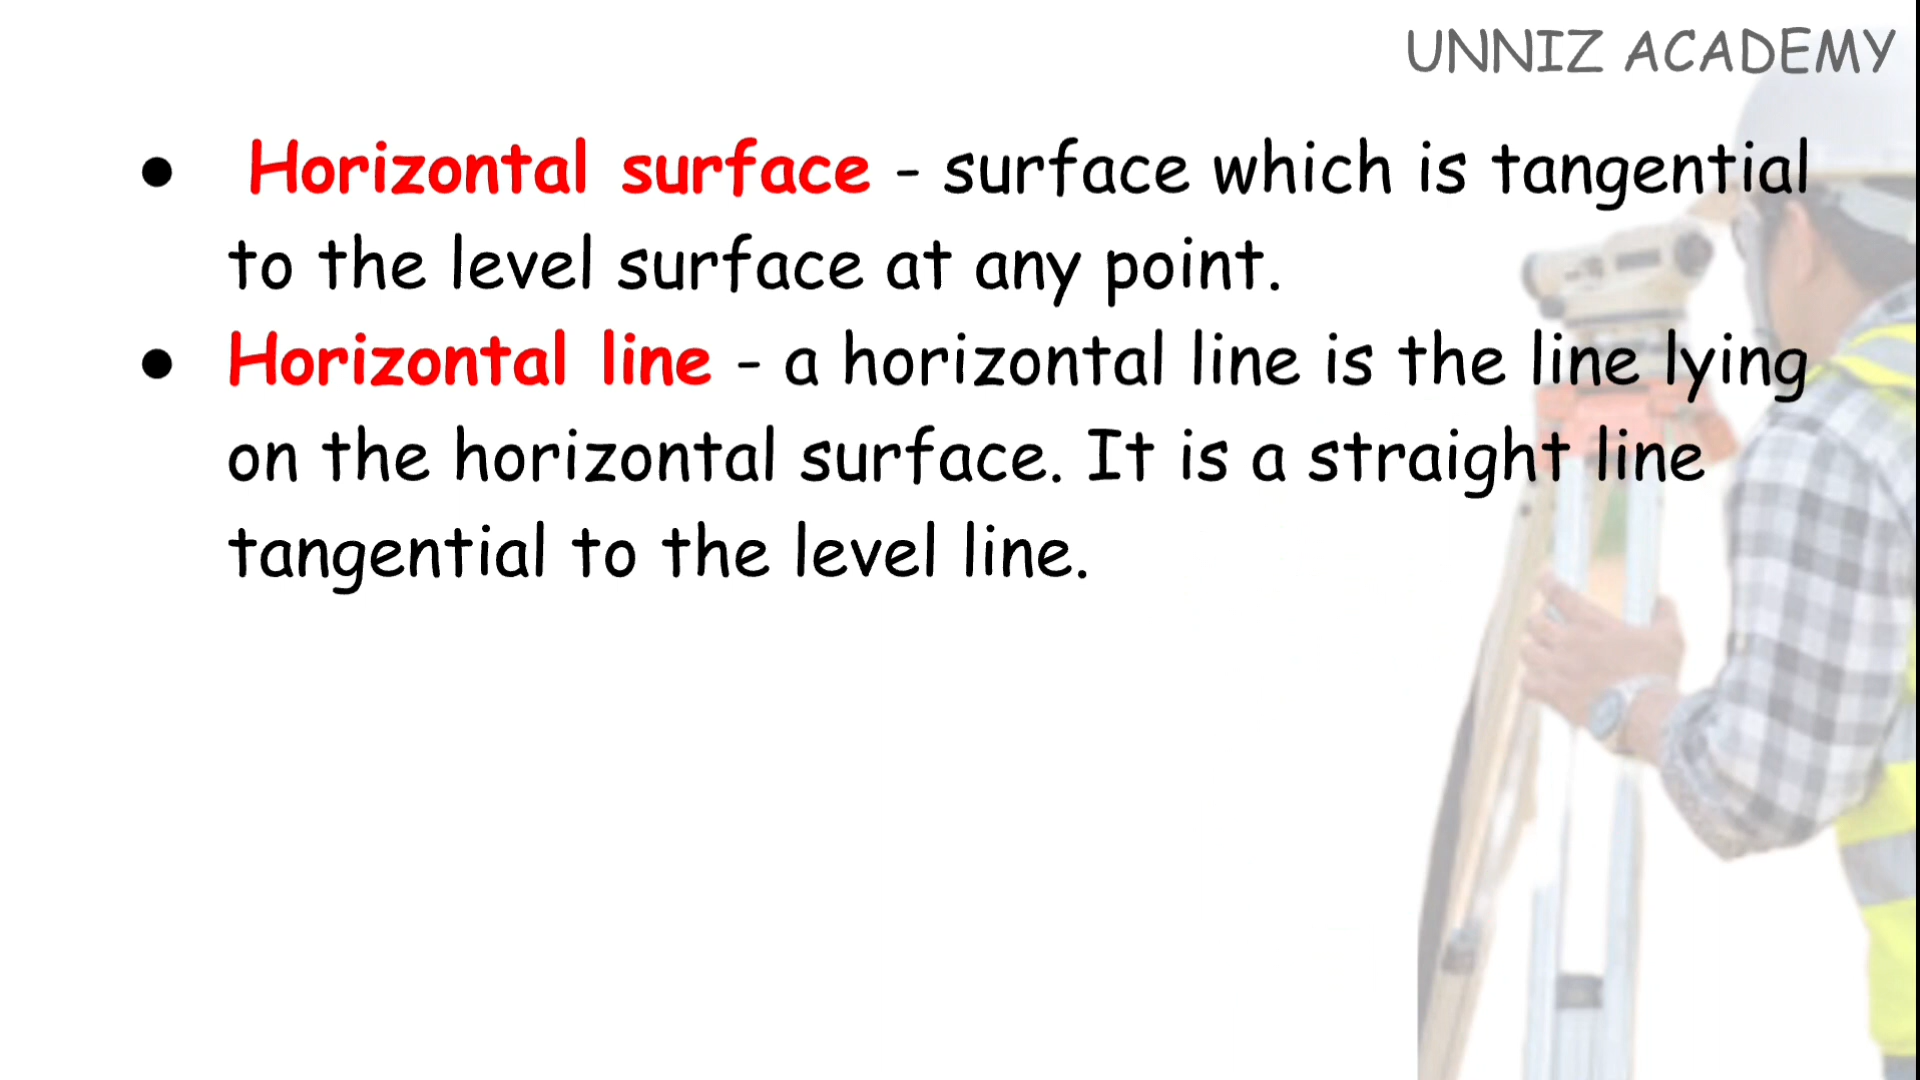 UNNIZ ACADEMY
● Horizontal surface - surface which is tangential
to the level surface at any point.
● Horizontal line - a horizontal line is the line lying
on the horizontal surface. It is a straight line
tangential to the level line.